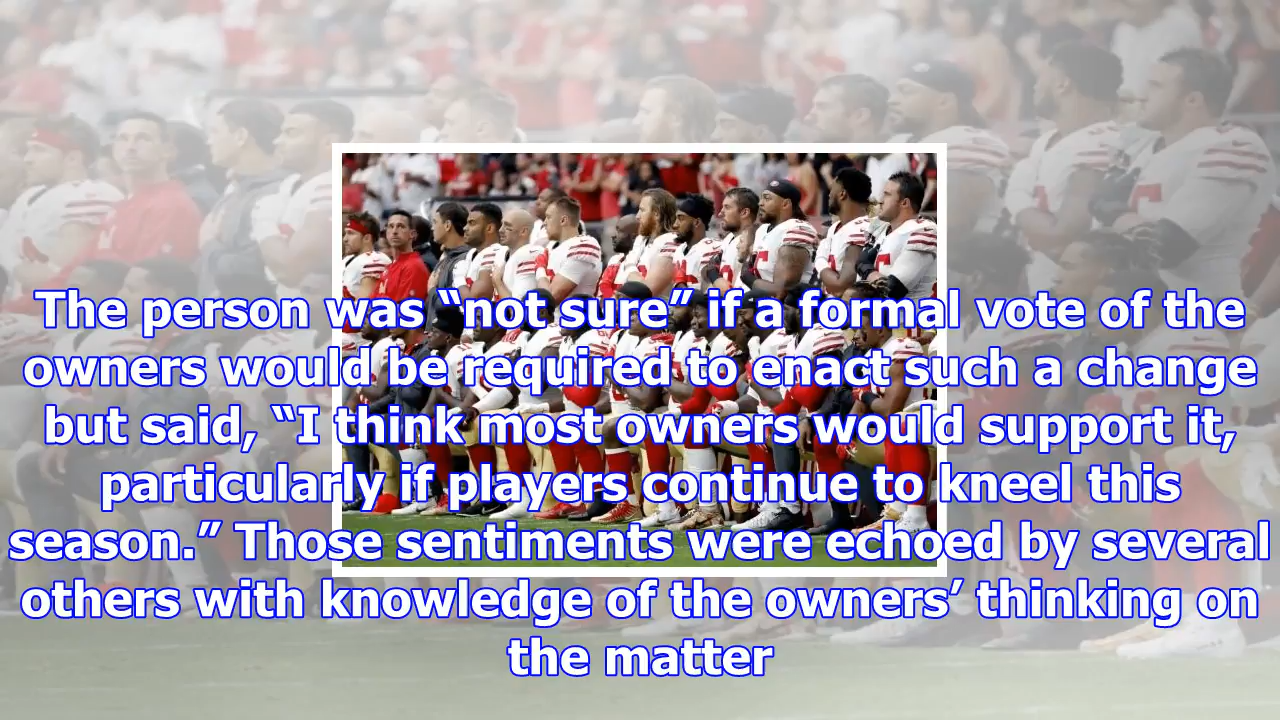 The person was “not sure” if a formal vote of the
owners would be required to enact such a change
but said, “I think most owners would support it,
particularly if players continue to kneel this
season.” Those sentiments were echoed by several
others with knowledge of the owners’ thinking on
the matter